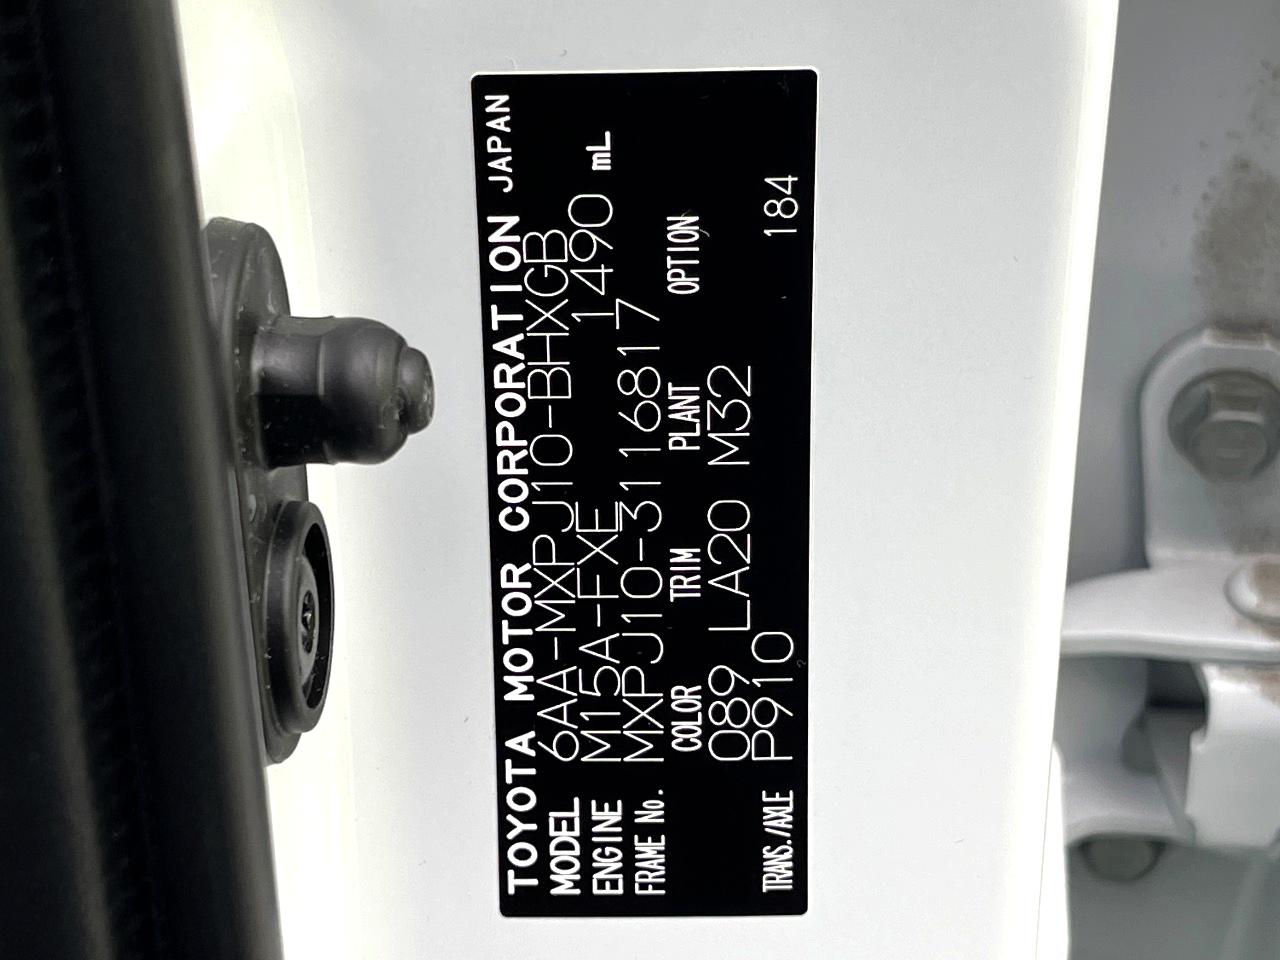 TOYOTA MOTOR CORPORATION JAPAN
MODEL 6AA-MXPJ10-BHXGB
ENGINE M15A-FXE 1490 mL
FRAME No. MXPJ10-3116817
COLOR TRIM PLANT OPTION
089 LA20 M32
TRANS./AXLE P910 184